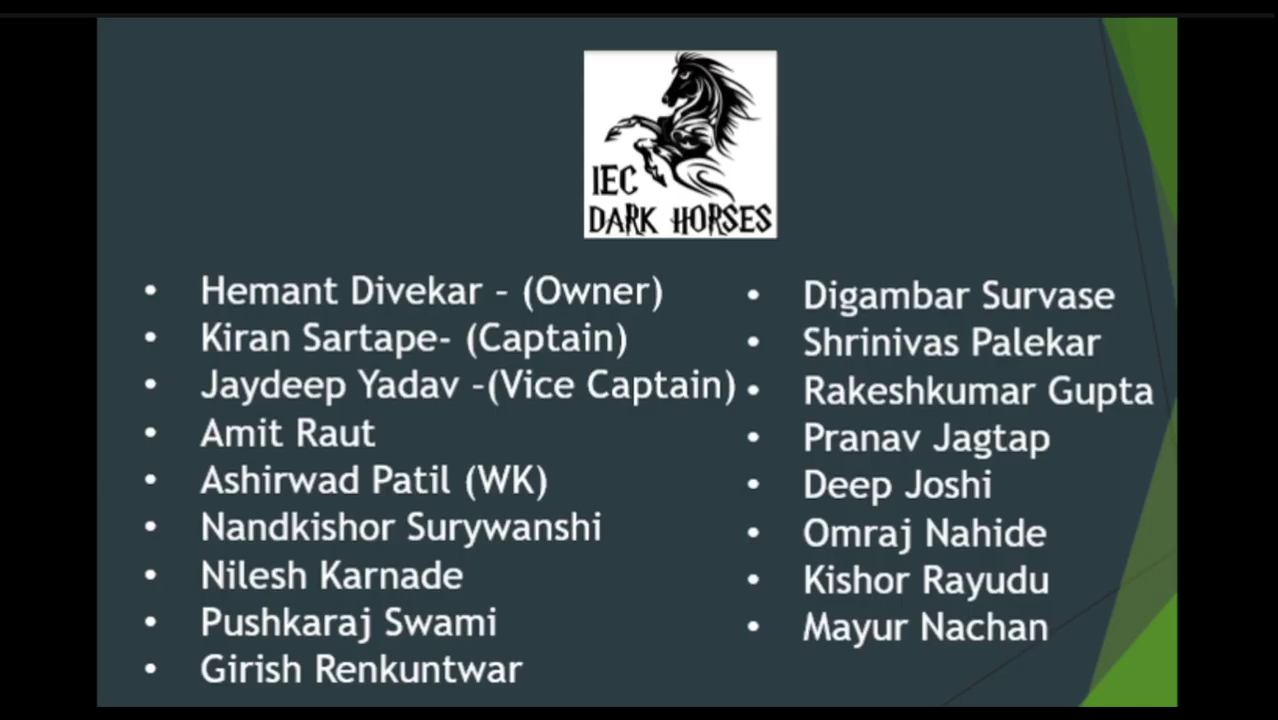 IEC
DARK HORSES
• Hemant Divekar - (Owner)
• Kiran Sartape- (Captain)
• Jaydeep Yadav -(Vice Captain)
• Amit Raut
• Ashirwad Patil (WK)
• Nandkishor Surywanshi
• Nilesh Karnade
• Pushkaraj Swami
• Girish Renkuntwar
• Digambar Survase
• Shrinivas Palekar
• Rakeshkumar Gupta
• Pranav Jagtap
• Deep Joshi
• Omraj Nahide
• Kishor Rayudu
• Mayur Nachan